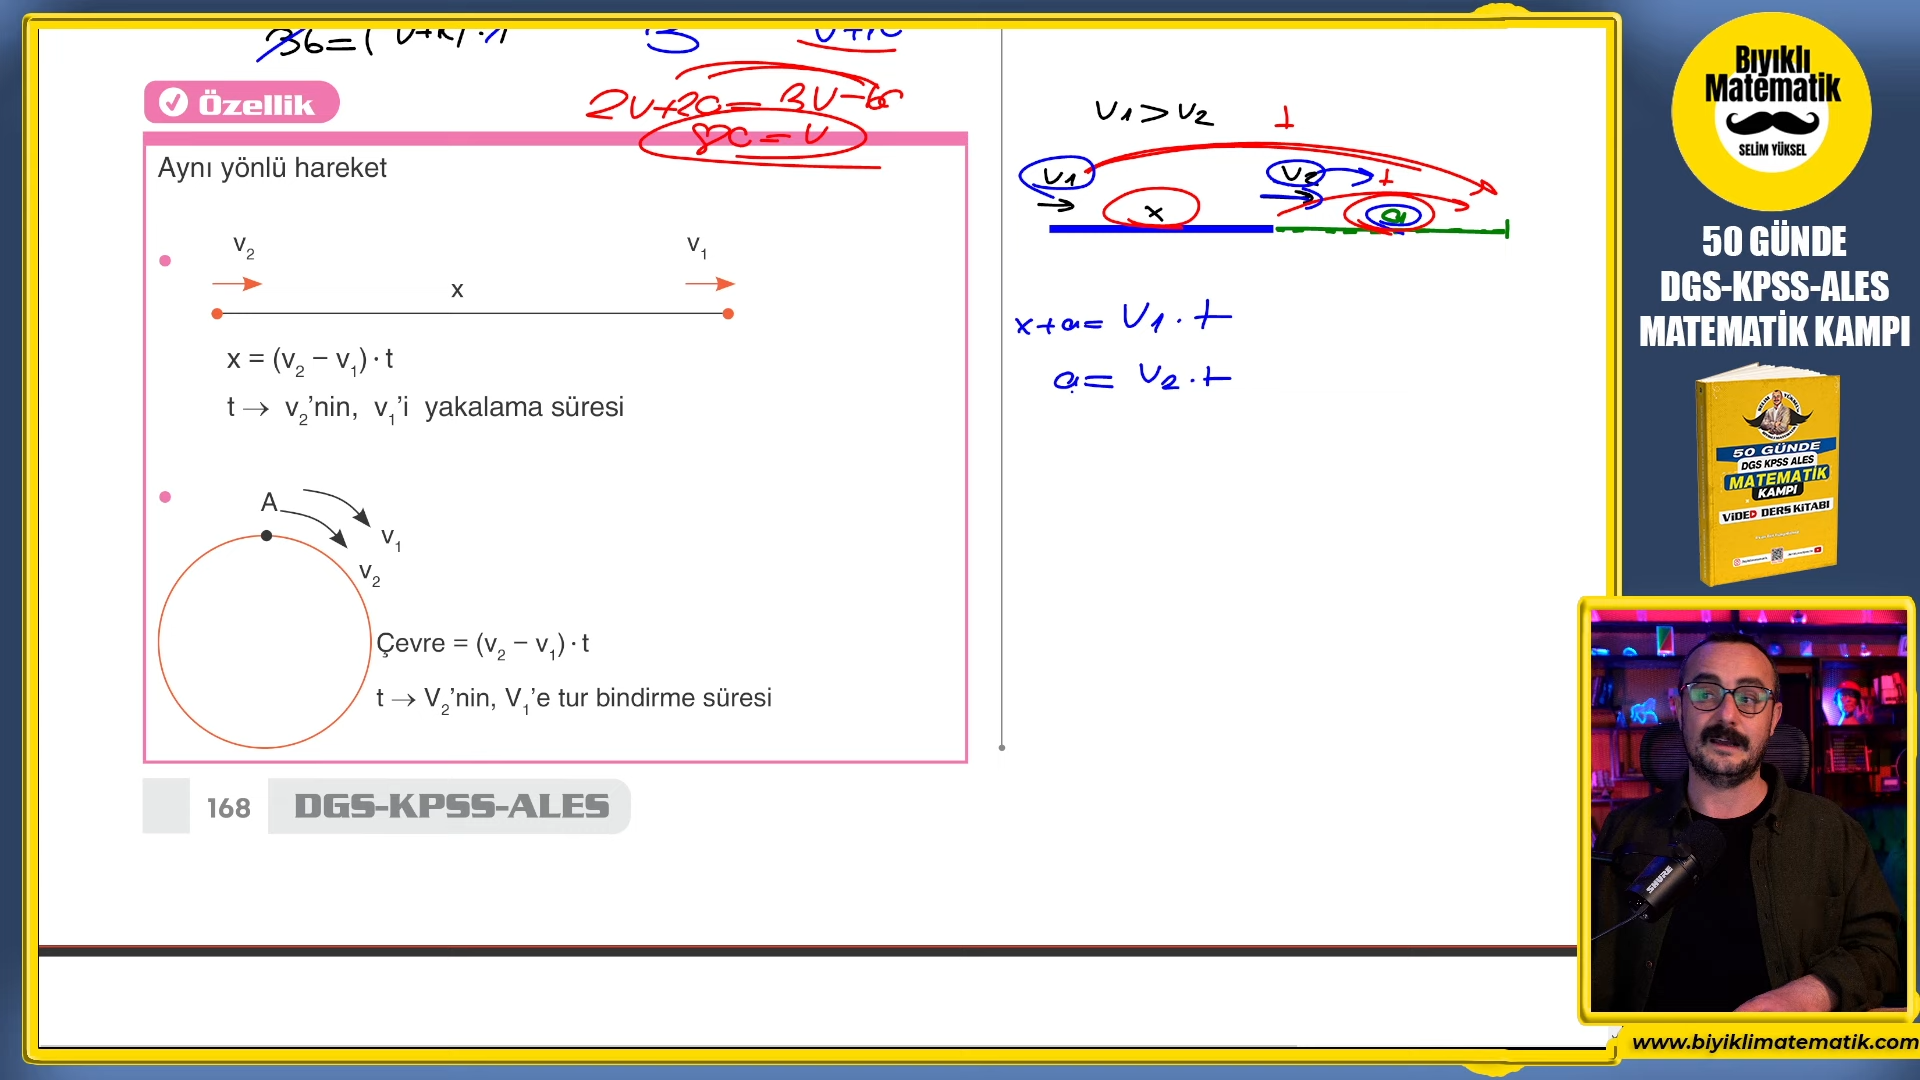 36=(
2v+2a=3v-
=v
Özellik
Aynı yönlü hareket
v2 v1
x
x = (v2 − v1) · t
t → v2’nin, v1’i yakalama süresi
A
v1
v2
Çevre = (v2 − v1) · t
t → V2’nin, V1’e tur bindirme süresi
168 DGS-KPSS-ALES
V1>V2 t
V1 V2 t
x a
x+a= V1.t
a= V2.t
Bıyıklı
Matematik
SELİM YÜKSEL
50 GÜNDE
DGS-KPSS-ALES
MATEMATİK KAMPI
50 GÜNDE
DGS KPSS ALES
MATEMATİK
KAMPI
VİDEO DERS KİTABI
SHURE
www.biyiklimatematik.com